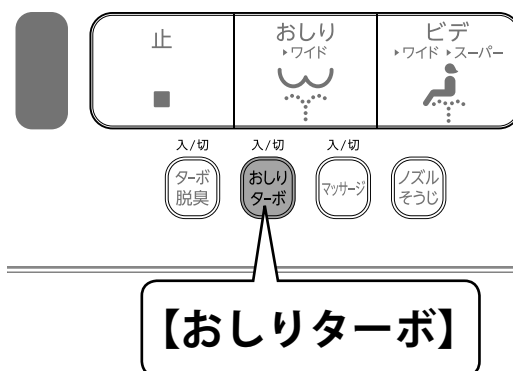 止
おしり
▸ワイド
ビデ
▸ワイド ▸スーパー
入/切
入/切
入/切
ターボ
脱臭
おしり
ターボ
マッサージ
ノズル
そうじ
【おしりターボ】